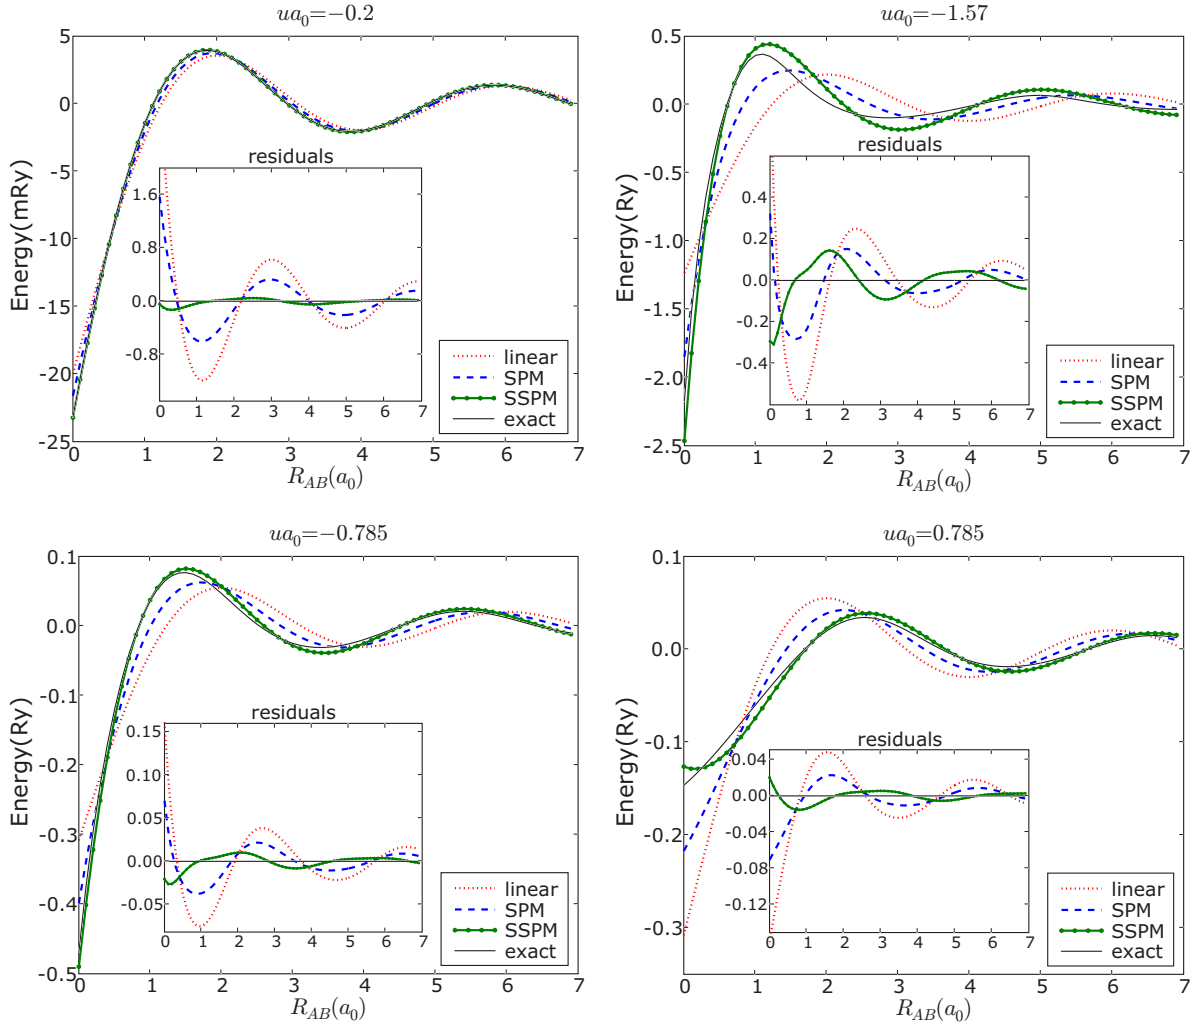 ua0=−0.2
5
0
-5
-10
-15
-20
-25
Energy(mRy)
residuals
1.6
0.8
0.0
-0.8
0 1 2 3 4 5 6 7
linear
SPM
SSPM
exact
0 1 2 3 4 5 6 7
R_AB(a0)
ua0=−1.57
0.5
0.0
-0.5
-1.0
-1.5
-2.0
-2.5
Energy(Ry)
residuals
0.4
0.2
0.0
-0.2
-0.4
0 1 2 3 4 5 6 7
linear
SPM
SSPM
exact
0 1 2 3 4 5 6 7
R_AB(a0)
ua0=−0.785
0.1
0.0
-0.1
-0.2
-0.3
-0.4
-0.5
Energy(Ry)
residuals
0.15
0.10
0.05
0.00
-0.05
0 1 2 3 4 5 6 7
linear
SPM
SSPM
exact
0 1 2 3 4 5 6 7
R_AB(a0)
ua0=0.785
0.1
0.0
-0.1
-0.2
-0.3
Energy(Ry)
residuals
0.04
0.00
-0.04
-0.08
-0.12
0 1 2 3 4 5 6 7
linear
SPM
SSPM
exact
0 1 2 3 4 5 6 7
R_AB(a0)